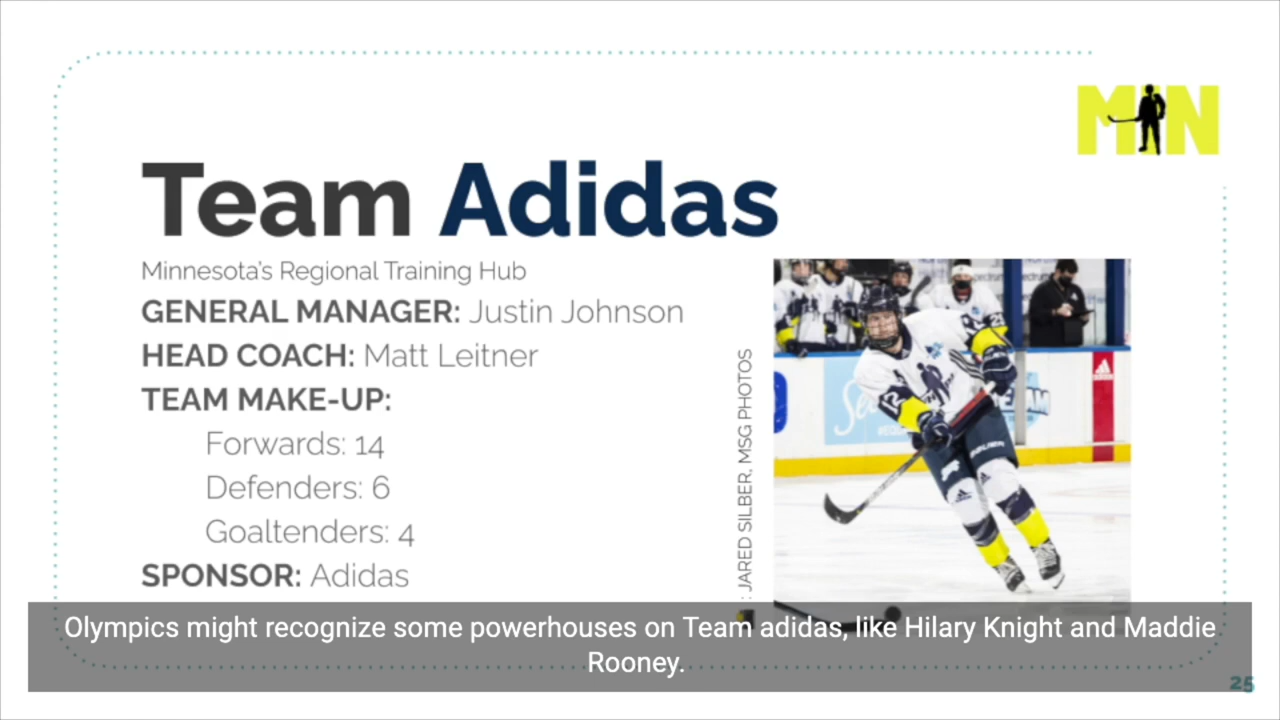 MIN
Team Adidas
Minnesota's Regional Training Hub
GENERAL MANAGER: Justin Johnson
HEAD COACH: Matt Leitner
TEAM MAKE-UP:
Forwards: 14
Defenders: 6
Goaltenders: 4
SPONSOR: Adidas
: JARED SILBER, MSG PHOTOS
12
Olympics might recognize some powerhouses on Team adidas, like Hilary Knight and Maddie
Rooney.
25